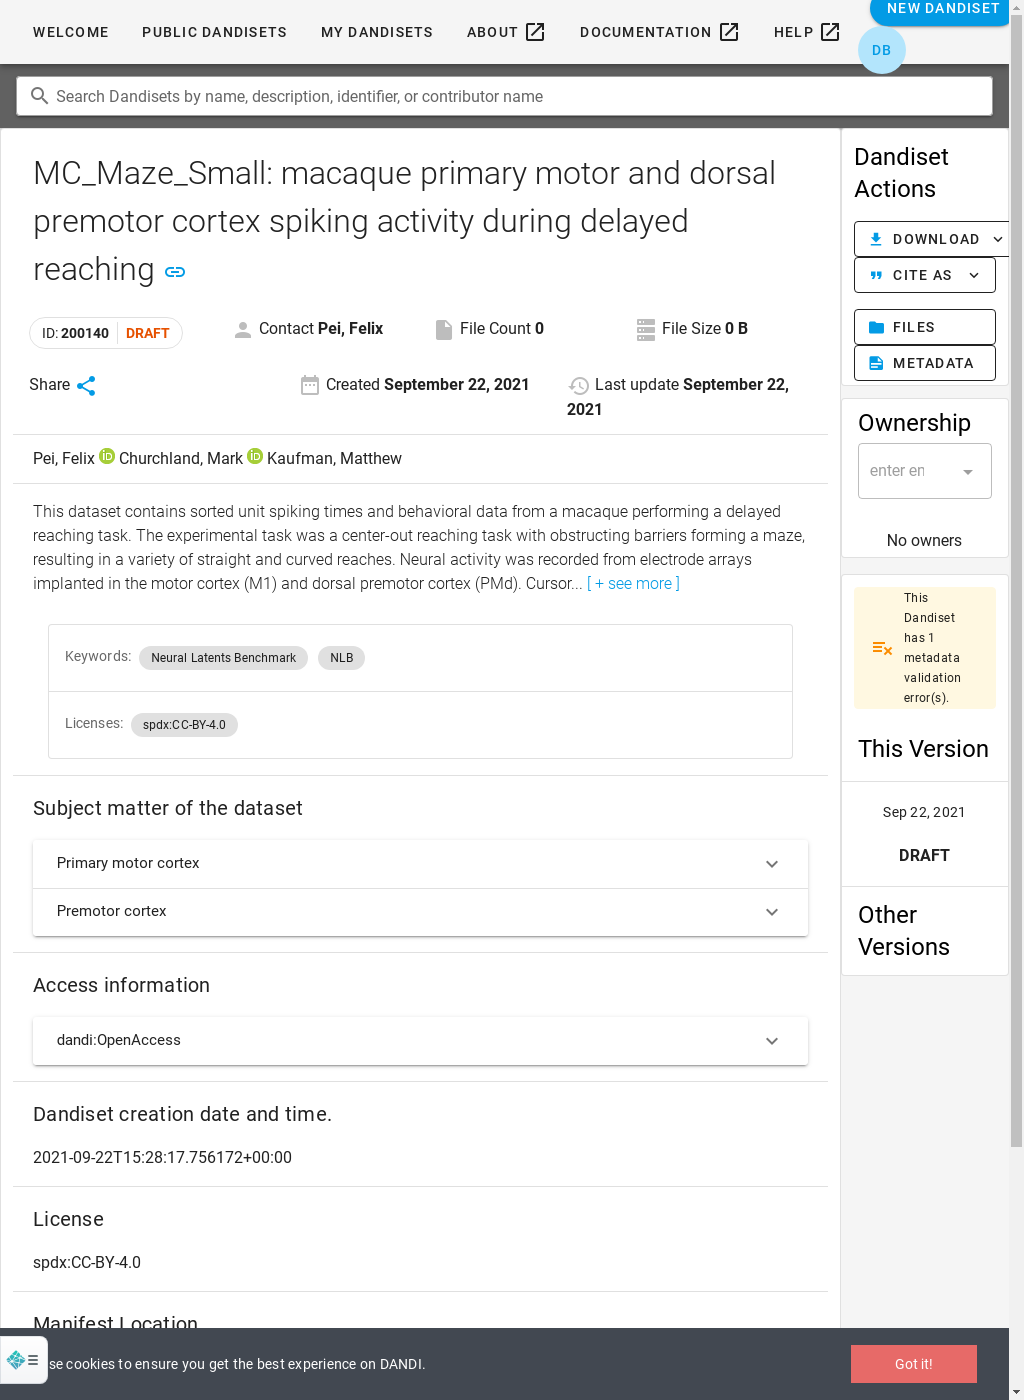 WELCOME PUBLIC DANDISETS MY DANDISETS ABOUT DOCUMENTATION HELP NEW DANDISET
DB
Search Dandisets by name, description, identifier, or contributor name
MC_Maze_Small: macaque primary motor and dorsal
premotor cortex spiking activity during delayed
reaching
ID: 200140 DRAFT
Contact Pei, Felix
File Count 0
File Size 0 B
Share
Created September 22, 2021
Last update September 22,
2021
Pei, Felix Churchland, Mark Kaufman, Matthew
This dataset contains sorted unit spiking times and behavioral data from a macaque performing a delayed
reaching task. The experimental task was a center-out reaching task with obstructing barriers forming a maze,
resulting in a variety of straight and curved reaches. Neural activity was recorded from electrode arrays
implanted in the motor cortex (M1) and dorsal premotor cortex (PMd). Cursor... [ + see more ]
Keywords: Neural Latents Benchmark NLB
Licenses: spdx:CC-BY-4.0
Subject matter of the dataset
Primary motor cortex
Premotor cortex
Access information
dandi:OpenAccess
Dandiset creation date and time.
2021-09-22T15:28:17.756172+00:00
License
spdx:CC-BY-4.0
Manifest Location
Dandiset
Actions
DOWNLOAD
CITE AS
FILES
METADATA
Ownership
enter en
No owners
This
Dandiset
has 1
metadata
validation
error(s).
This Version
Sep 22, 2021
DRAFT
Other
Versions
se cookies to ensure you get the best experience on DANDI.
Got it!